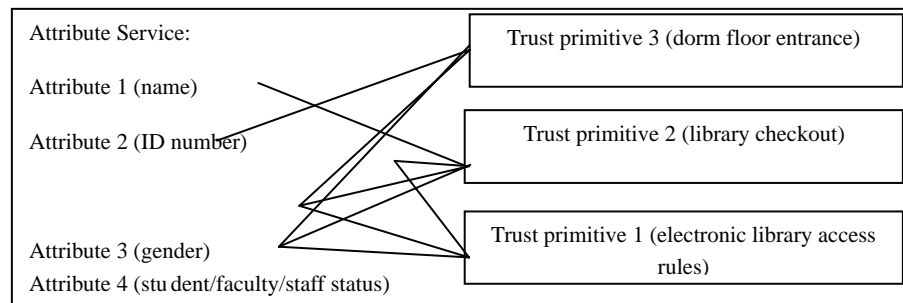 Attribute Service:
Attribute 1 (name)
Attribute 2 (ID number)
Attribute 3 (gender)
Attribute 4 (stu dent/faculty/staff status)
Trust primitive 3 (dorm floor entrance)
Trust primitive 2 (library checkout)
Trust primitive 1 (electronic library access
rules)